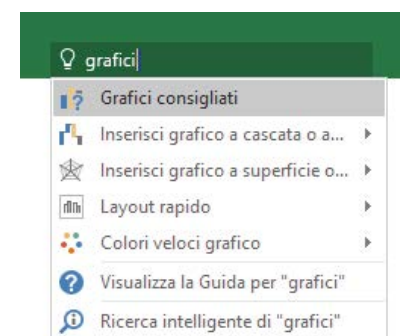 grafici
Grafici consigliati
Inserisci grafico a cascata o a...
Inserisci grafico a superficie o...
Layout rapido
Colori veloci grafico
Visualizza la Guida per "grafici"
Ricerca intelligente di "grafici"